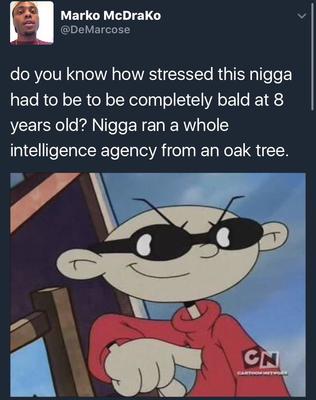 Marko McDraKo
@DeMarcose
do you know how stressed this nigga
had to be to be completely bald at 8
years old? Nigga ran a whole
intelligence agency from an oak tree.
CN
CARTOON NETWORK